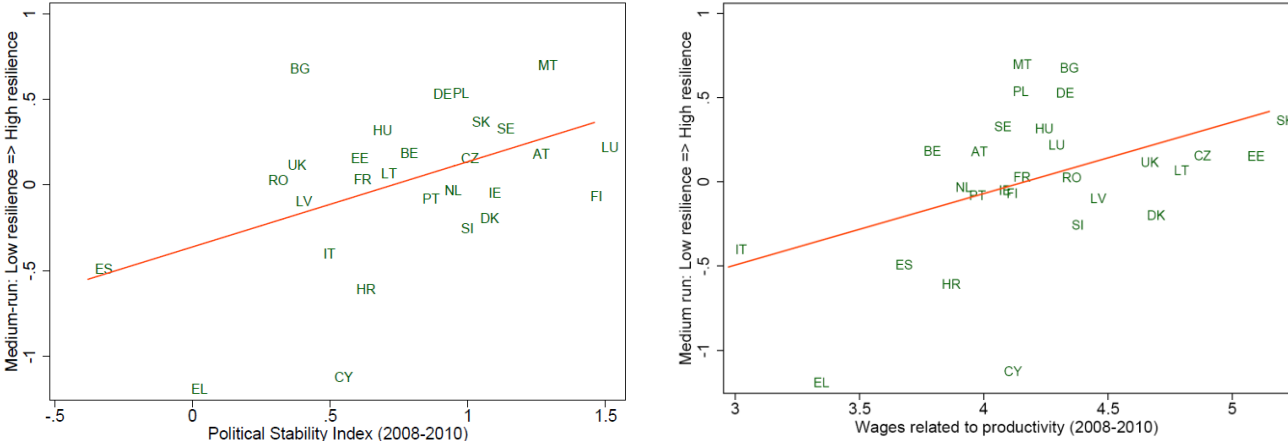 Medium-run: Low resilience => High resilience
1
.5
0
-.5
-1
MT
BG
DE PL
SK
SE
HU
LU
BE
AT
EE
CZ
UK
LT
RO
FR
NL
IE
FI
PT
LV
DK
SI
IT
ES
HR
CY
EL
-.5 0 .5 1 1.5
Political Stability Index (2008-2010)
Medium run: Low resilience => High resilience
1
.5
0
-.5
-1
MT
BG
PL
DE
SK
SE
HU
LU
BE
AT
CZ
EE
UK
LT
FR
RO
NL
IE
FI
PT
LV
DK
SI
IT
ES
HR
CY
EL
3 3.5 4 4.5 5
Wages related to productivity (2008-2010)